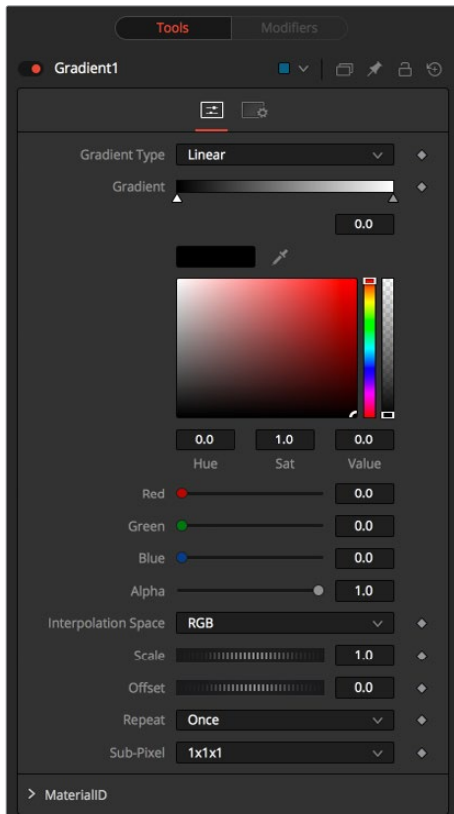 Tools Modifiers
Gradient1
Gradient Type Linear
Gradient
0.0
0.0 1.0 0.0
Hue Sat Value
Red 0.0
Green 0.0
Blue 0.0
Alpha 1.0
Interpolation Space RGB
Scale 1.0
Offset 0.0
Repeat Once
Sub-Pixel 1x1x1
MaterialID